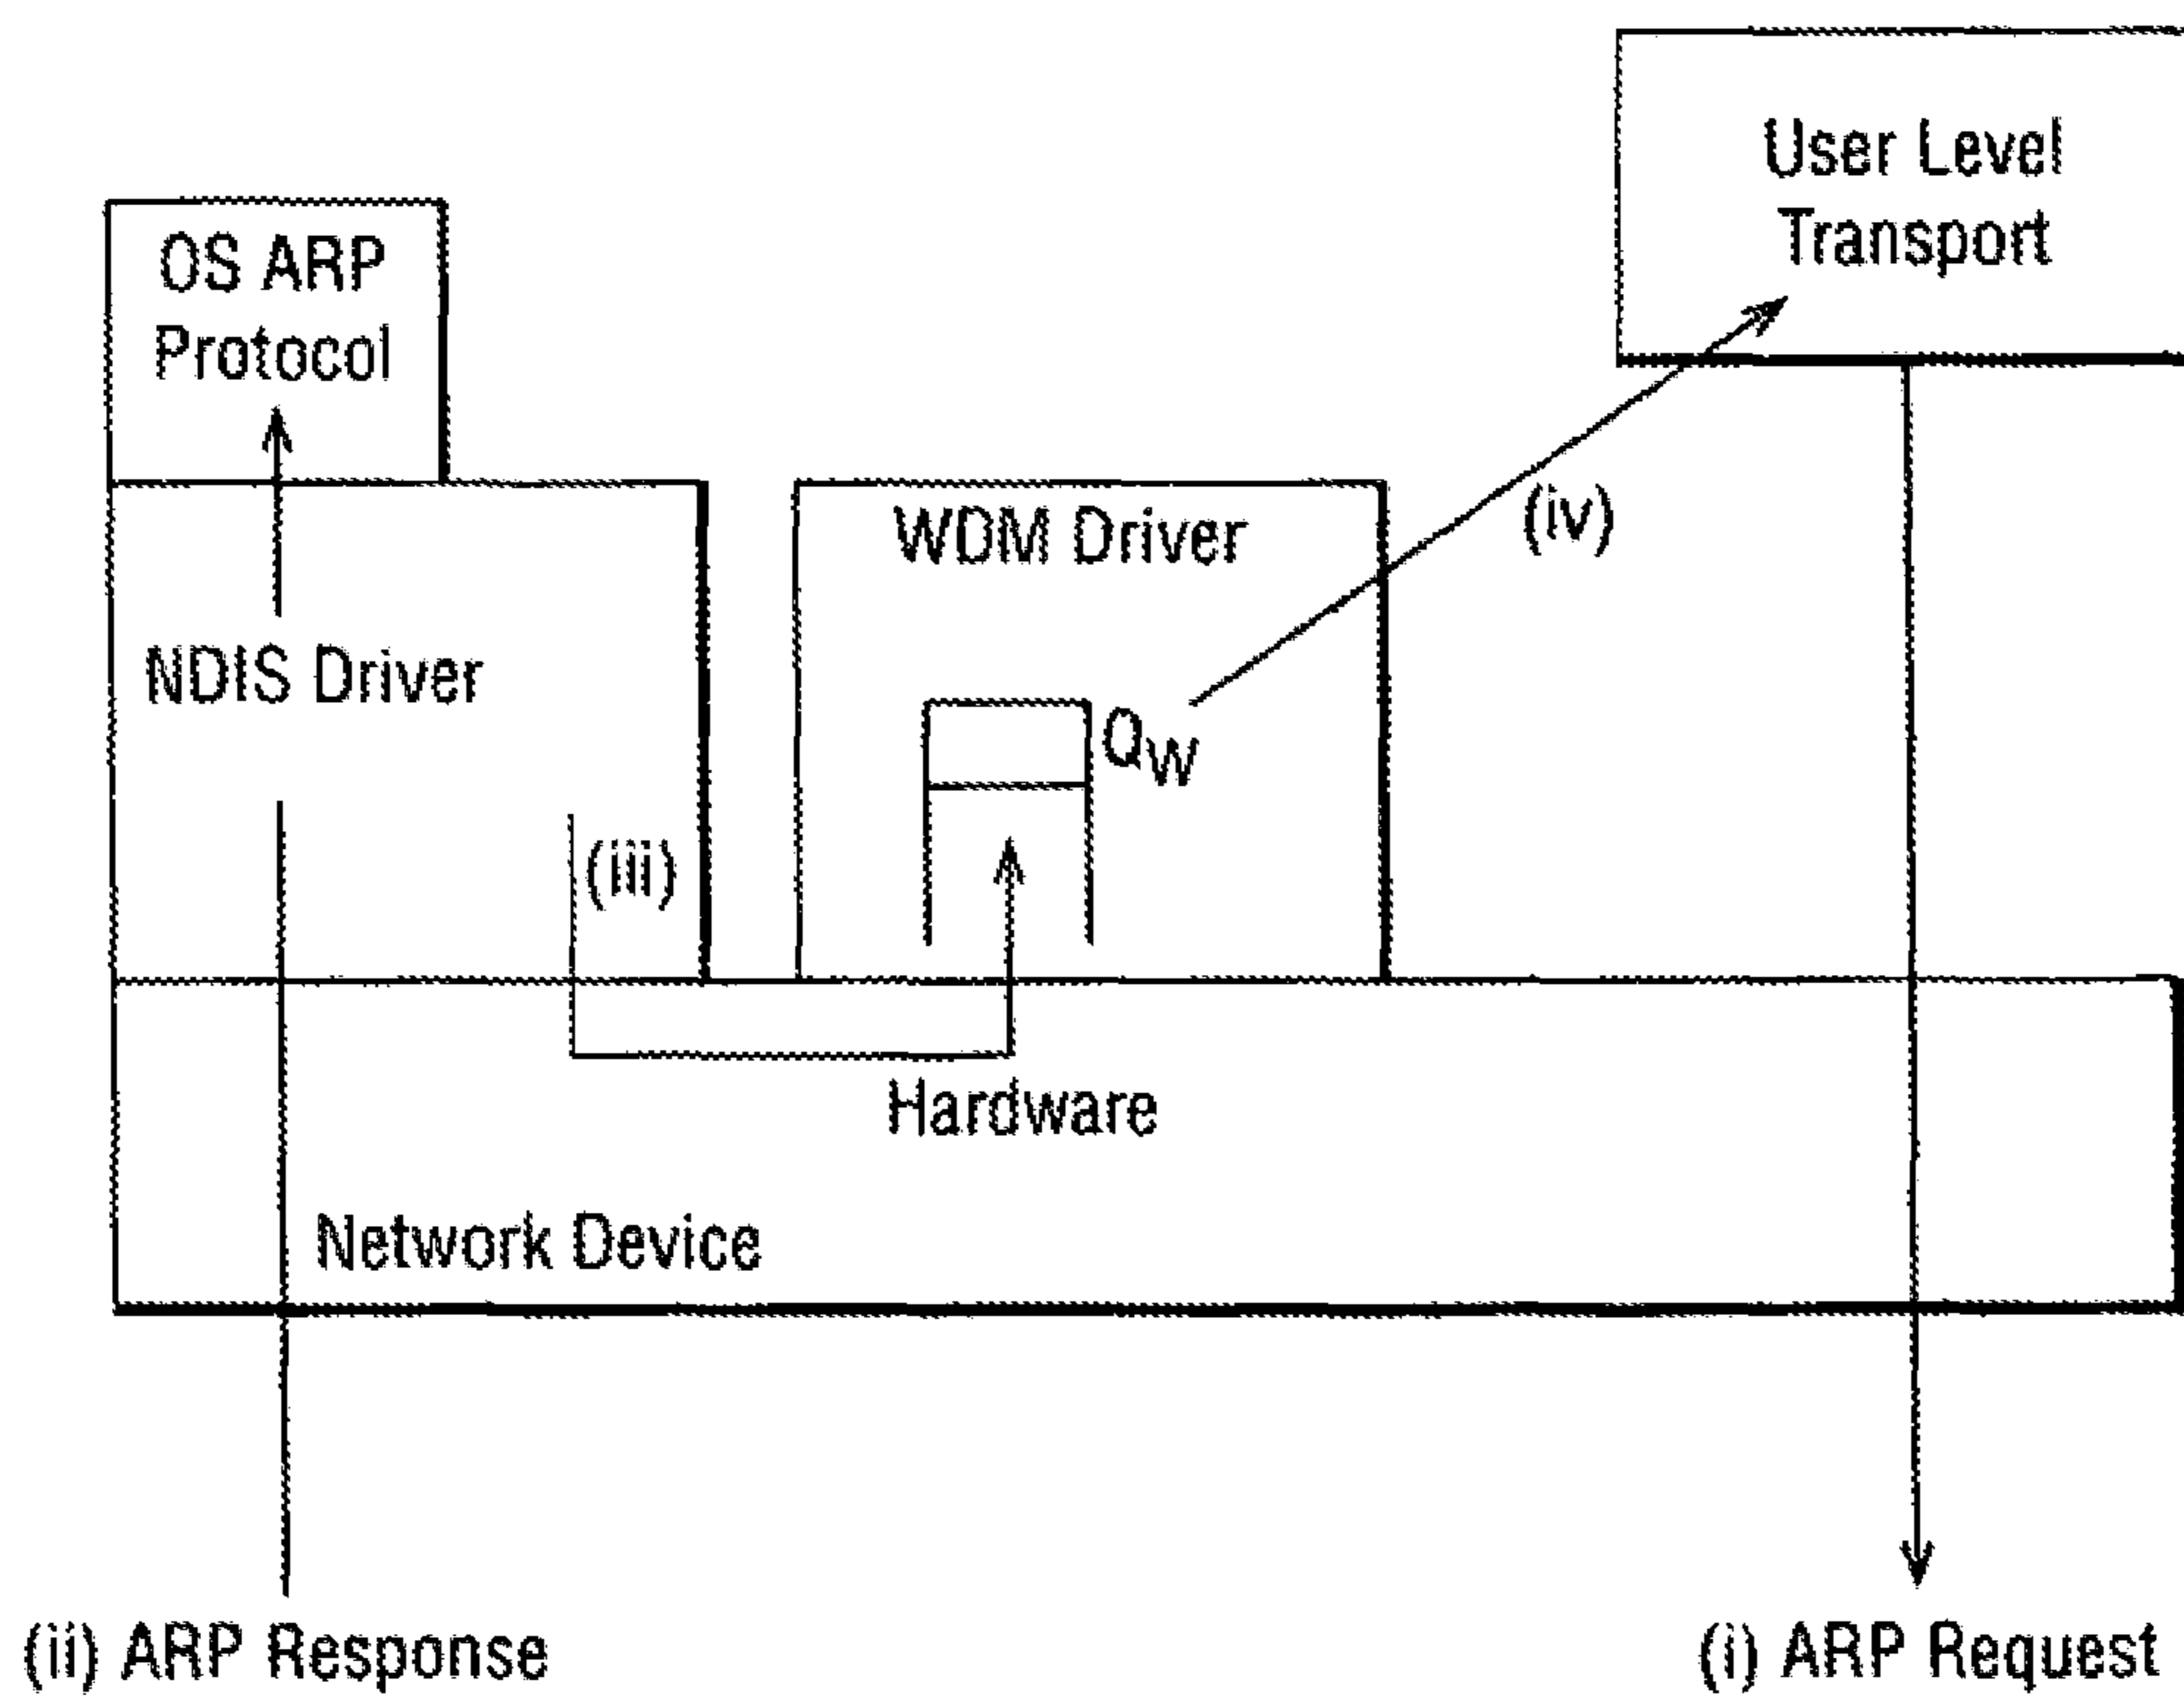 User Level
Transport
OS ARP
Protocol
WDM Driver
(iv)
NDIS Driver
QW
(iii)
Hardware
Network Device
(ii) ARP Response
(i) ARP Request